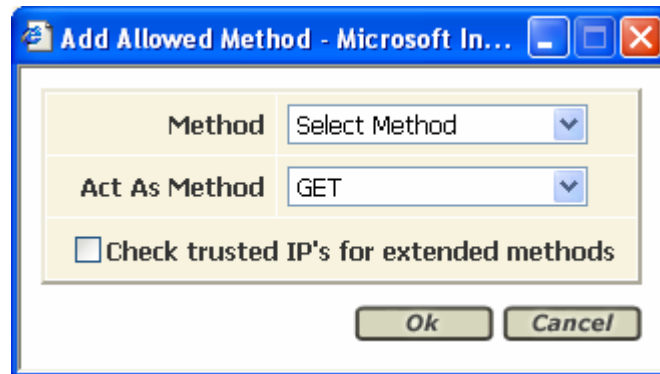 Add Allowed Method - Microsoft In...
Method Select Method
Act As Method GET
Check trusted IP's for extended methods
Ok Cancel